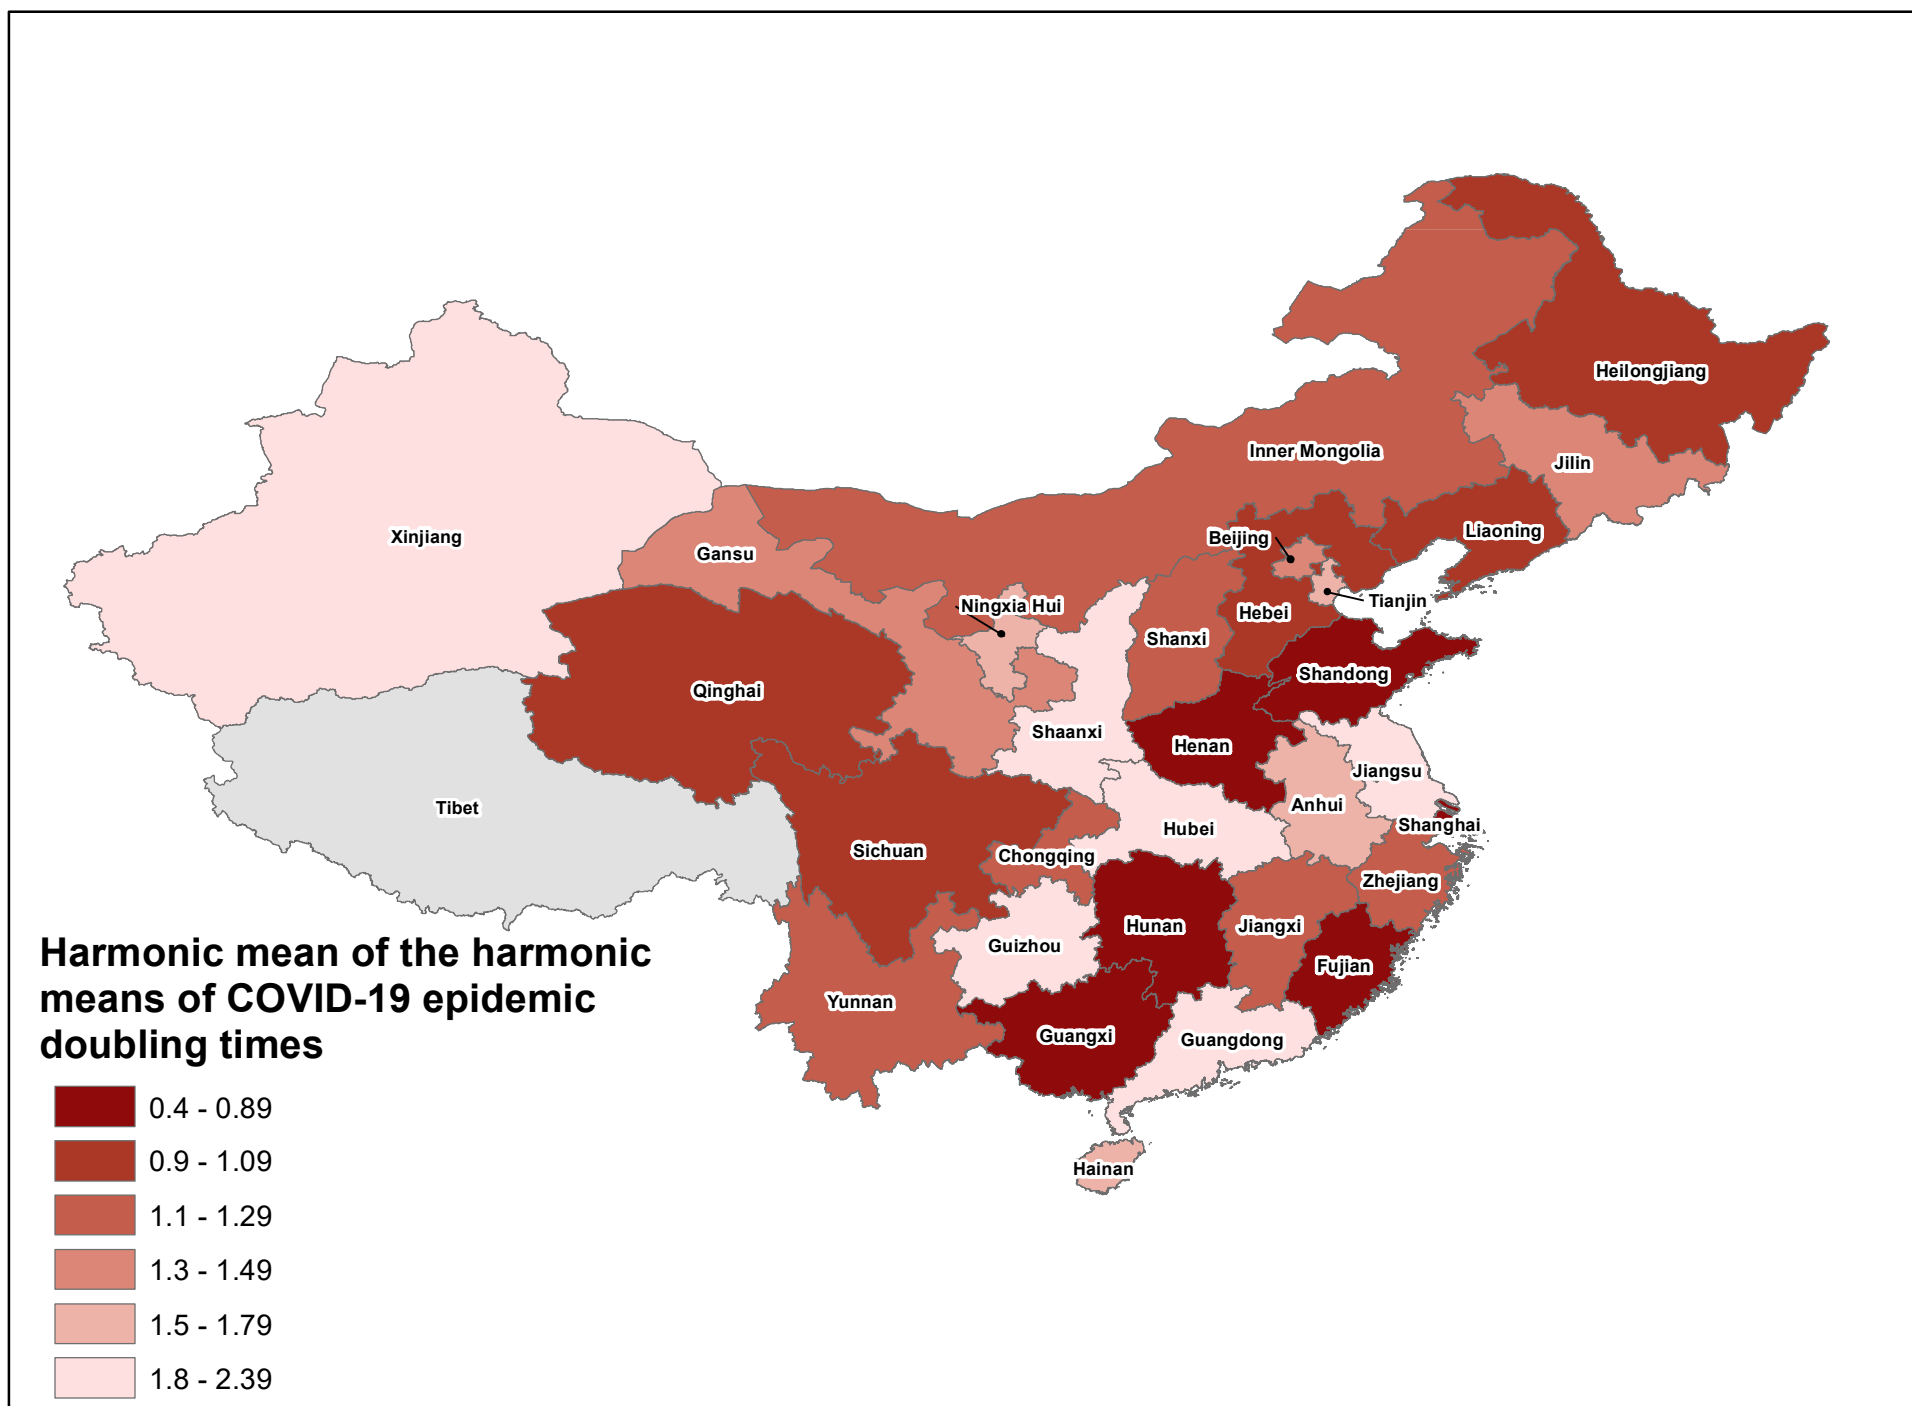 Heilongjiang
Inner Mongolia
Jilin
Xinjiang
Gansu
Beijing
Liaoning
Ningxia Hui
Tianjin
Hebei
Shanxi
Shandong
Qinghai
Shaanxi
Henan
Jiangsu
Tibet
Anhui
Shanghai
Hubei
Sichuan
Chongqing
Zhejiang
Guizhou
Hunan
Jiangxi
Fujian
Yunnan
Guangxi
Guangdong
Hainan
Harmonic mean of the harmonic
means of COVID-19 epidemic
doubling times
0.4 - 0.89
0.9 - 1.09
1.1 - 1.29
1.3 - 1.49
1.5 - 1.79
1.8 - 2.39